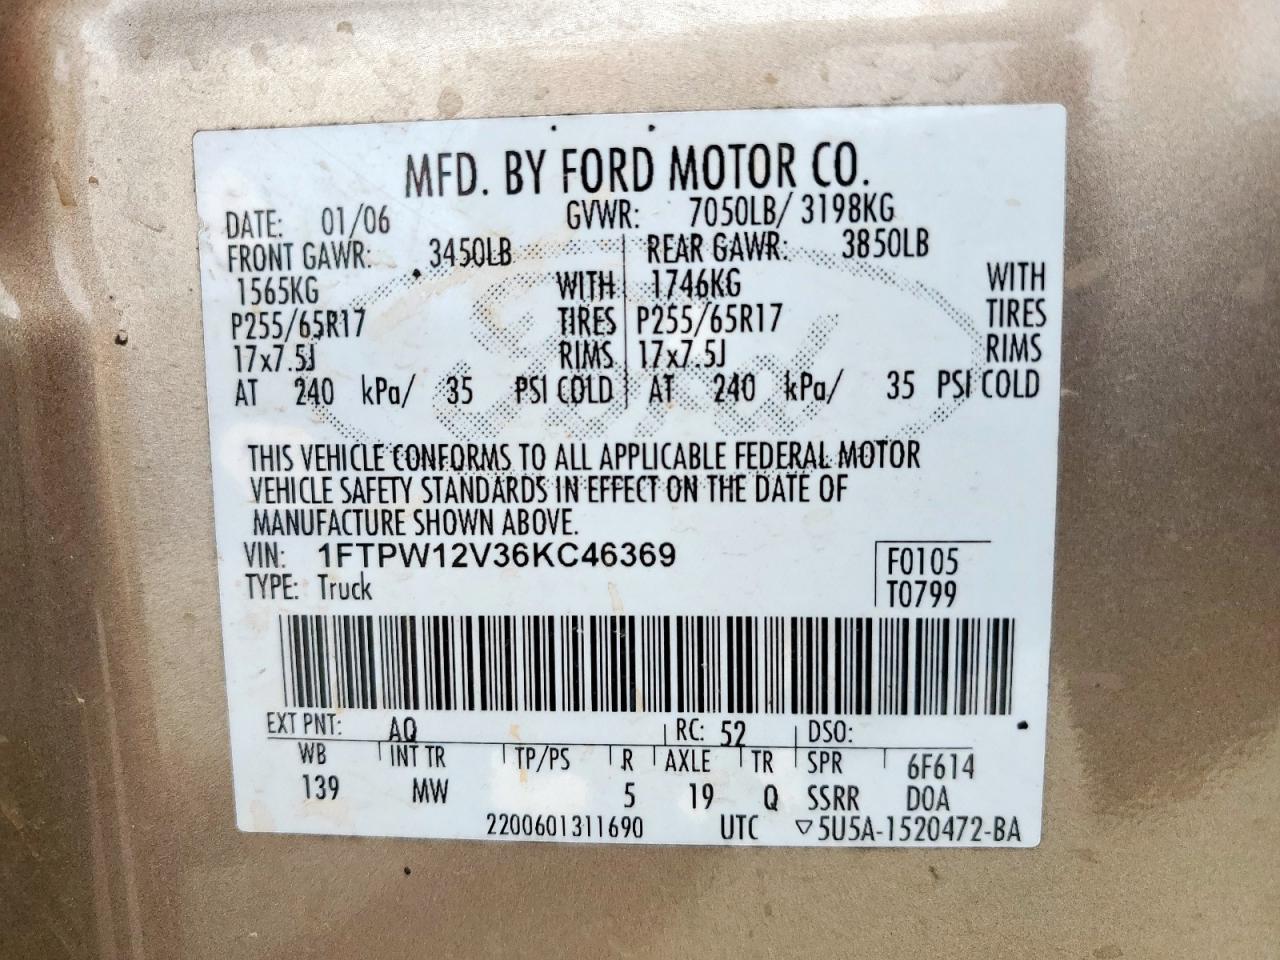 MFD. BY FORD MOTOR CO.
DATE: 01/06 GVWR: 7050LB/ 3198KG
FRONT GAWR: 3450LB REAR GAWR: 3850LB
1565KG WITH 1746KG WITH
P255/65R17 TIRES P255/65R17 TIRES
17x7.5J RIMS 17x7.5J RIMS
AT 240 kPa/ 35 PSI COLD AT 240 kPa/ 35 PSI COLD
THIS VEHICLE CONFORMS TO ALL APPLICABLE FEDERAL MOTOR
VEHICLE SAFETY STANDARDS IN EFFECT ON THE DATE OF
MANUFACTURE SHOWN ABOVE.
VIN: 1FTPW12V36KC46369 F0105
TYPE: Truck T0799
EXT PNT: AQ RC: 52 DSO:
WB INT TR TP/PS R AXLE TR SPR 6F614
139 MW 5 19 Q SSRR DOA
2200601311690 UTC ▽5U5A-1520472-BA
Ford